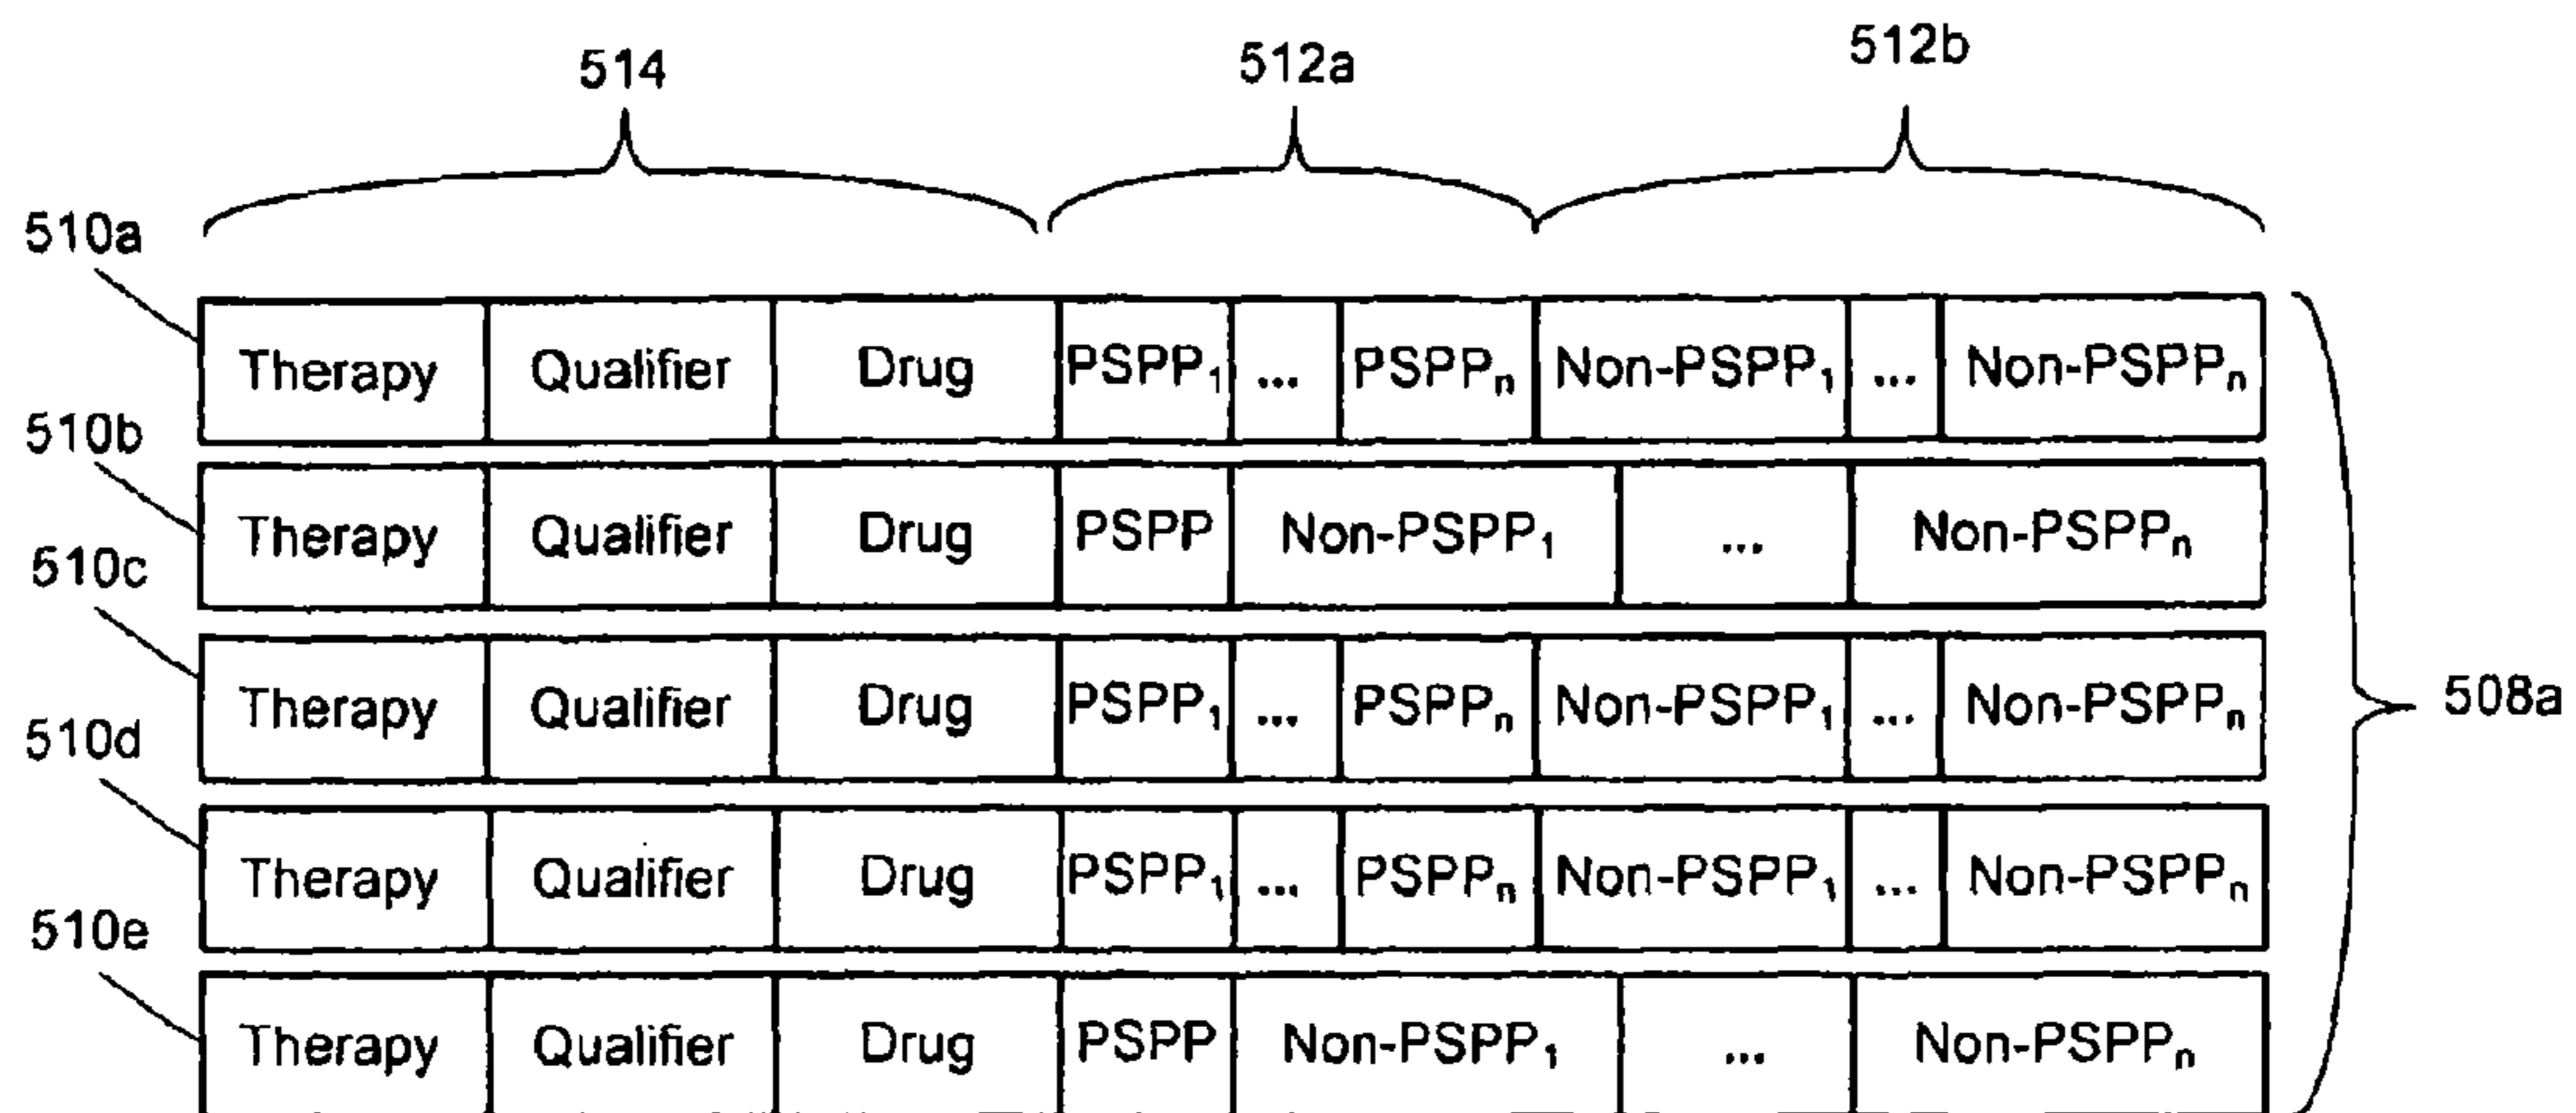 514 512a 512b
510a
Therapy Qualifier Drug PSPP₁ ... PSPPₙ Non-PSPP₁ ... Non-PSPPₙ
510b
Therapy Qualifier Drug PSPP Non-PSPP₁ ... Non-PSPPₙ
510c
Therapy Qualifier Drug PSPP₁ ... PSPPₙ Non-PSPP₁ ... Non-PSPPₙ
508a
510d
Therapy Qualifier Drug PSPP₁ ... PSPPₙ Non-PSPP₁ ... Non-PSPPₙ
510e
Therapy Qualifier Drug PSPP Non-PSPP₁ ... Non-PSPPₙ